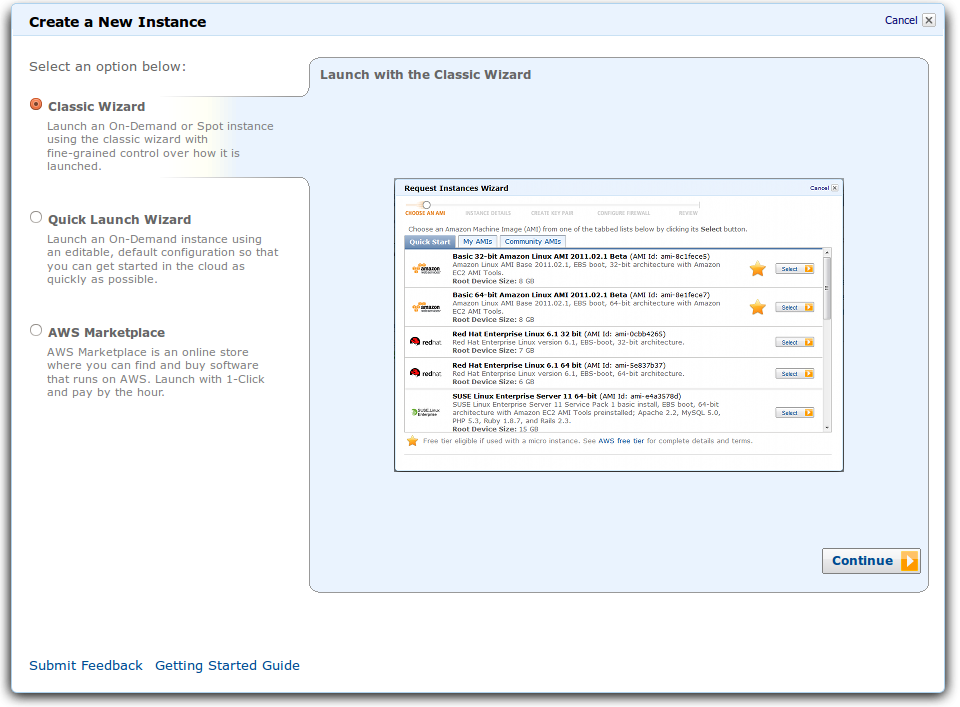 Create a New Instance
Cancel
Select an option below:
Classic Wizard
Launch an On-Demand or Spot instance
using the classic wizard with
fine-grained control over how it is
launched.
Quick Launch Wizard
Launch an On-Demand instance using
an editable, default configuration so that
you can get started in the cloud as
quickly as possible.
AWS Marketplace
AWS Marketplace is an online store
where you can find and buy software
that runs on AWS. Launch with 1-Click
and pay by the hour.
Launch with the Classic Wizard
Request Instances Wizard
Cancel
CHOOSE AN AMI INSTANCE DETAILS CREATE KEY PAIR CONFIGURE FIREWALL REVIEW
Choose an Amazon Machine Image (AMI) from one of the tabbed lists below by clicking its Select button.
Quick Start My AMIs Community AMIs
amazon webservices
Basic 32-bit Amazon Linux AMI 2011.02.1 Beta (AMI Id: ami-8c1fece5)
Amazon Linux AMI Base 2011.02.1, EBS boot, 32-bit architecture with Amazon
EC2 AMI Tools.
Root Device Size: 8 GB
Select
amazon webservices
Basic 64-bit Amazon Linux AMI 2011.02.1 Beta (AMI Id: ami-8e1fece7)
Amazon Linux AMI Base 2011.02.1, EBS boot, 64-bit architecture with Amazon
EC2 AMI Tools.
Root Device Size: 8 GB
Select
redhat
Red Hat Enterprise Linux 6.1 32 bit (AMI Id: ami-0cbb4265)
Red Hat Enterprise Linux version 6.1, EBS-boot, 32-bit architecture.
Root Device Size: 7 GB
Select
redhat
Red Hat Enterprise Linux 6.1 64 bit (AMI Id: ami-5e837b37)
Red Hat Enterprise Linux version 6.1, EBS-boot, 64-bit architecture.
Root Device Size: 6 GB
Select
SUSE Linux Enterprise
SUSE Linux Enterprise Server 11 64-bit (AMI Id: ami-e4a3578d)
SUSE Linux Enterprise Server 11 Service Pack 1 basic install, EBS boot, 64-bit
architecture with Amazon EC2 AMI Tools preinstalled; Apache 2.2, MySQL 5.0,
PHP 5.3, Ruby 1.8.7, and Rails 2.3.
Root Device Size: 15 GB
Select
Free tier eligible if used with a micro instance. See AWS free tier for complete details and terms.
Continue
Submit Feedback Getting Started Guide